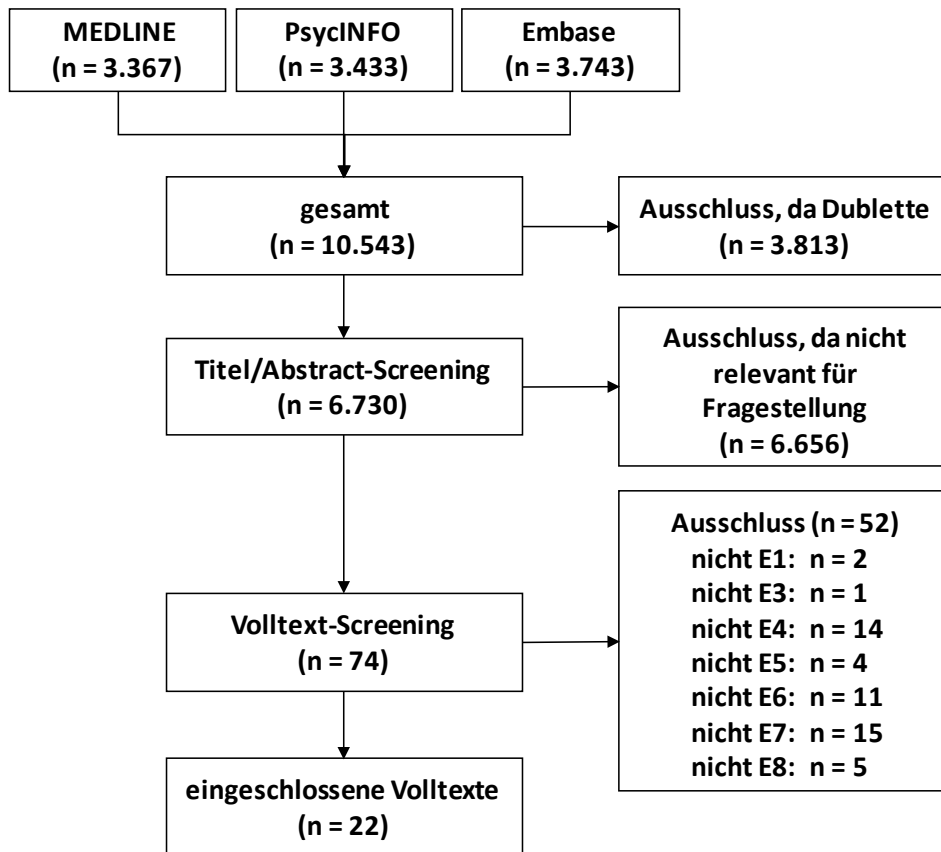 MEDLINE
(n = 3.367)
PsycINFO
(n = 3.433)
Embase
(n = 3.743)
gesamt
(n = 10.543)
Ausschluss, da Dublette
(n = 3.813)
Titel/Abstract-Screening
(n = 6.730)
Ausschluss, da nicht
relevant für
Fragestellung
(n = 6.656)
Volltext-Screening
(n = 74)
Ausschluss (n = 52)
nicht E1: n = 2
nicht E3: n = 1
nicht E4: n = 14
nicht E5: n = 4
nicht E6: n = 11
nicht E7: n = 15
nicht E8: n = 5
eingeschlossene Volltexte
(n = 22)